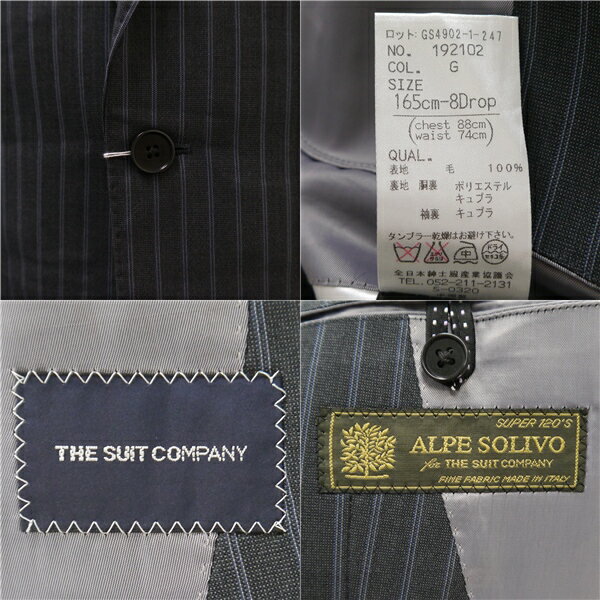 ロット: GS4902-1-247
NO. 192102
COL. G
SIZE
165cm-8Drop
(chest 88cm
waist 74cm)
QUAL.
表地 毛 100%
裏地 胴裏 ポリエステル
キュプラ
袖裏 キュプラ
タンブラー乾燥はお避け下さい。
ドライ
全日本紳士服産業協議会
TEL.052-211-2131
S-0320
THE SUIT COMPANY
SUPER 120'S
ALPE SOLIVO
for THE SUIT COMPANY
FINE FABRIC MADE IN ITALY